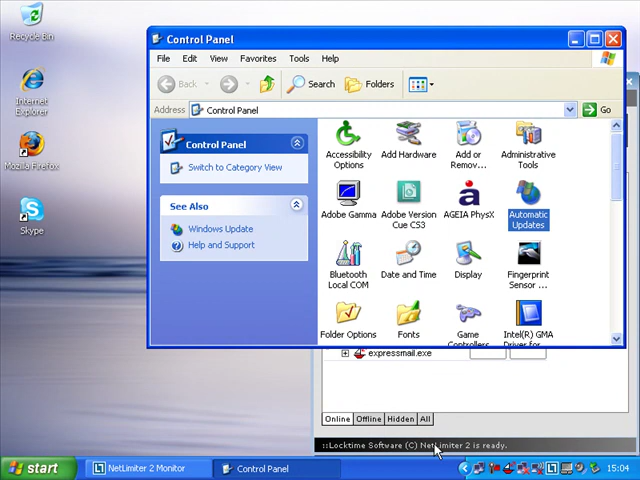 Recycle Bin
Internet
Explorer
Mozilla Firefox
Skype
Control Panel
File Edit View Favorites Tools Help
Back Search Folders
Address Control Panel Go
Control Panel
Switch to Category View
See Also
Windows Update
Help and Support
Accessibility
Options
Add Hardware
Add or
Remov...
Administrative
Tools
Adobe Gamma
Adobe Version
Cue CS3
AGEIA PhysX
Automatic
Updates
Bluetooth
Local COM
Date and Time
Display
Fingerprint
Sensor ...
Folder Options
Fonts
Game
Controllers
Intel(R) GMA
Driver for
expressmail.exe
Online Offline Hidden All
::Locktime Software (C) NetLimiter 2 is ready.
start NetLimiter 2 Monitor Control Panel 15:04